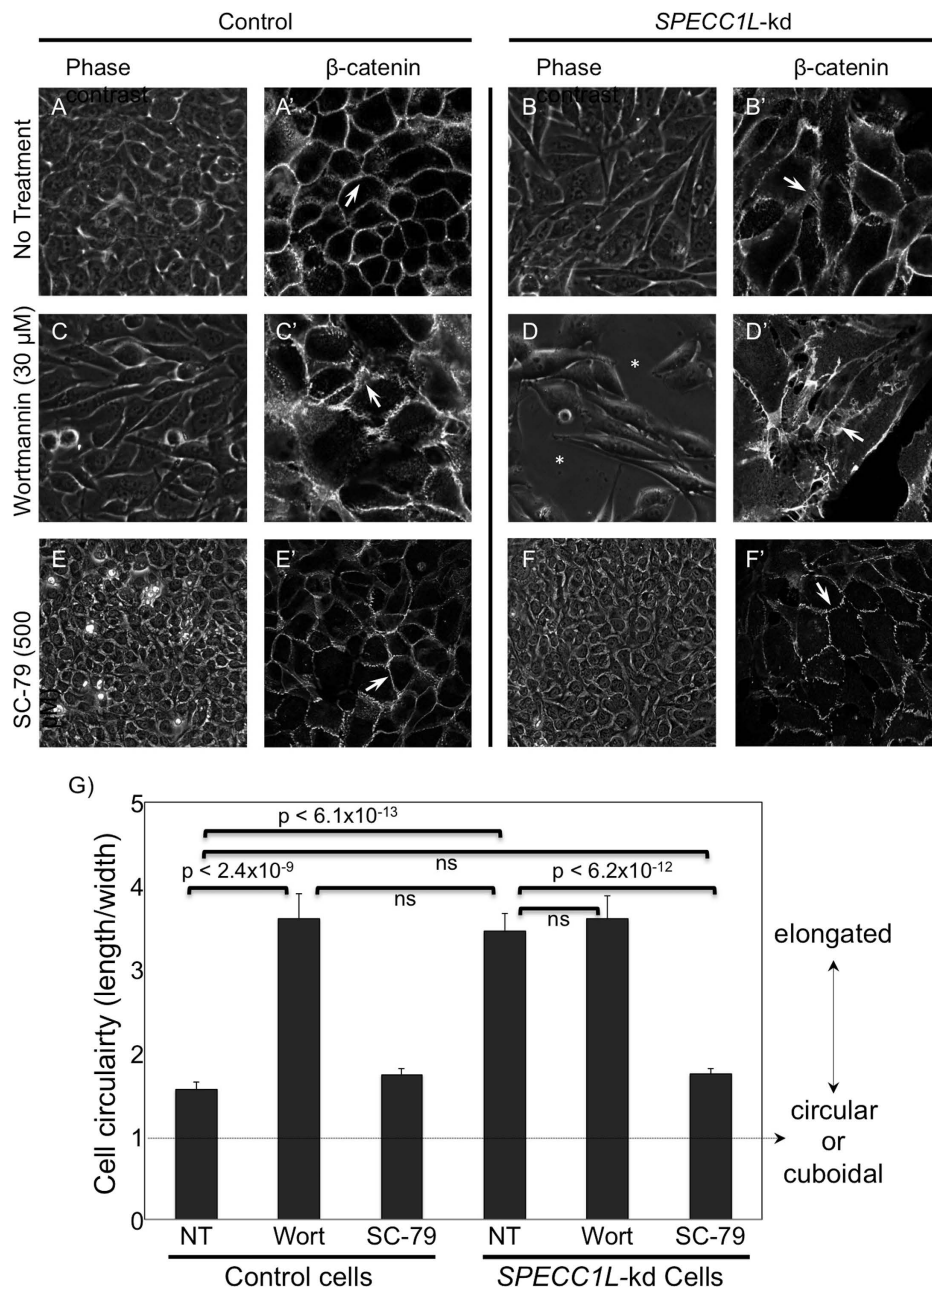 Control
SPECC1L-kd
Phase contrast
β-catenin
Phase contrast
β-catenin
No Treatment
A
A'
B
B'
Wortmannin (30 μM)
C
C'
D
*
*
D'
SC-79 (500
E
E'
F
F'
G)
Cell circulairty (length/width)
5
4
3
2
1
0
p < 6.1x10-13
ns
p < 2.4x10-9
ns
p < 6.2x10-12
ns
elongated
circular
or
cuboidal
NT
Wort
SC-79
NT
Wort
SC-79
Control cells
SPECC1L-kd Cells